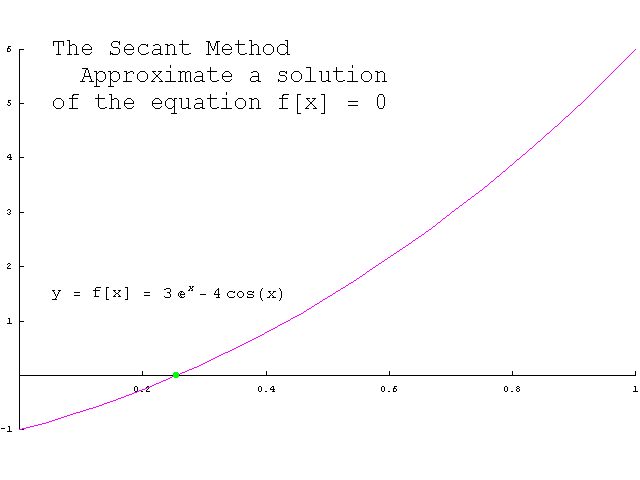 The Secant Method
Approximate a solution
of the equation f[x] = 0
6
5
4
3
2
y = f[x] = 3 e^x - 4 cos(x)
1
0.2 0.4 0.6 0.8 1
-1